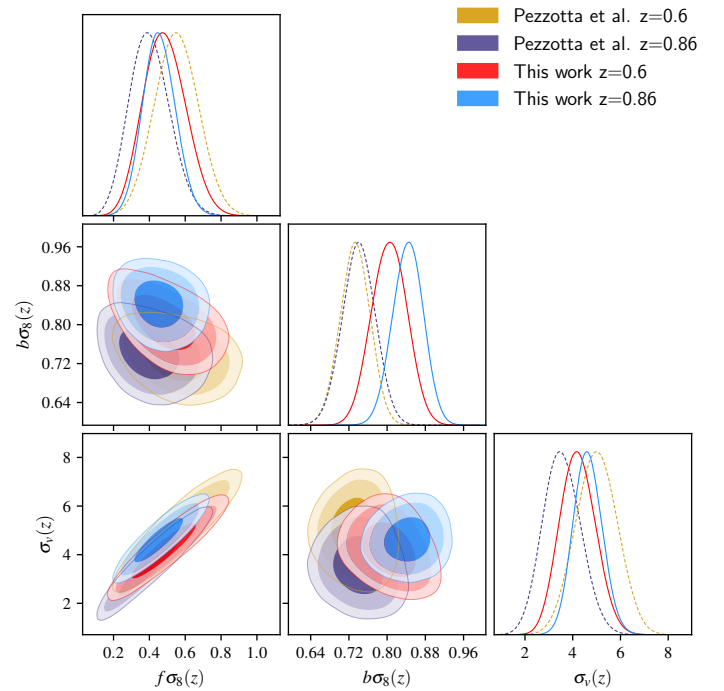 Pezzotta et al. z=0.6
Pezzotta et al. z=0.86
This work z=0.6
This work z=0.86
0.96
0.88
0.80
0.72
0.64
bσ₈(z)
8
6
4
2
σᵥ(z)
0.2 0.4 0.6 0.8 1.0
fσ₈(z)
0.64 0.72 0.80 0.88 0.96
bσ₈(z)
2 4 6 8
σᵥ(z)